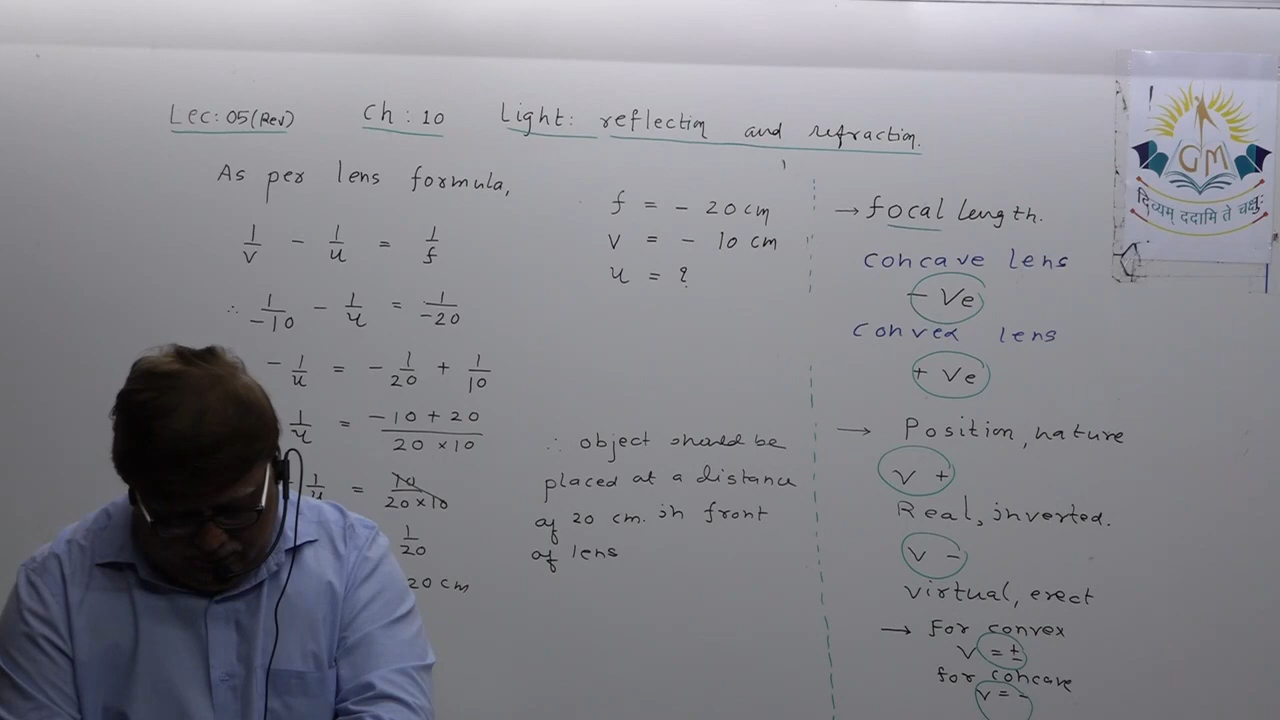 Lec: 05 (Rev) Ch: 10 Light: reflection and refraction.
As per lens formula,
1/v - 1/u = 1/f
∴ 1/-10 - 1/u = 1/-20
- 1/u = - 1/20 + 1/10
1/u = -10 + 20 / 20 × 10
1/u = 10 / 20 × 10
1/20
20 cm
f = - 20 cm
v = - 10 cm
u = ?
∴ object should be
placed at a distance
of 20 cm. in front
of lens
→ focal length.
concave lens
- Ve
convex lens
+ Ve
→ Position, nature
v +
Real, inverted.
v -
virtual, erect
→ For convex
v = ±
for concave
v = -
GM
दिव्यम् ददामि ते चक्षुः